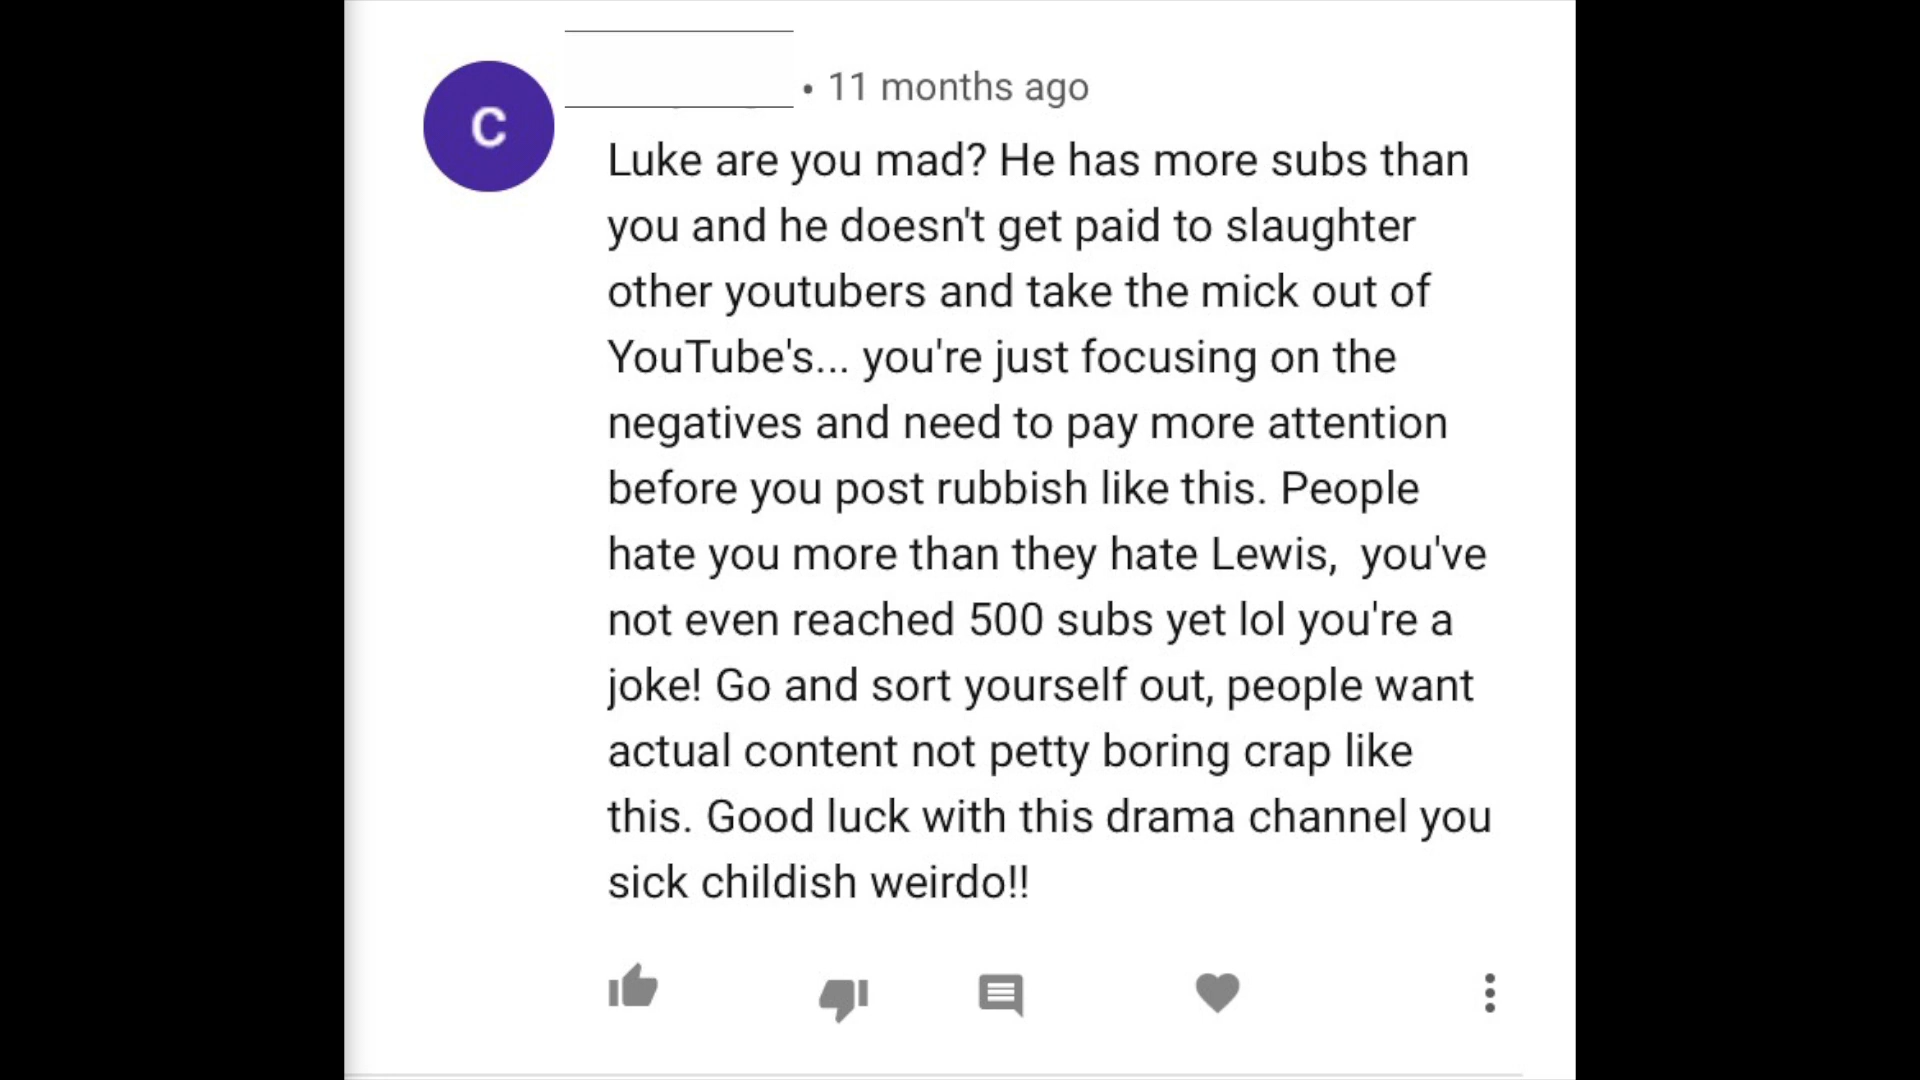 C
• 11 months ago
Luke are you mad? He has more subs than
you and he doesn't get paid to slaughter
other youtubers and take the mick out of
YouTube's... you're just focusing on the
negatives and need to pay more attention
before you post rubbish like this. People
hate you more than they hate Lewis,  you've
not even reached 500 subs yet lol you're a
joke! Go and sort yourself out, people want
actual content not petty boring crap like
this. Good luck with this drama channel you
sick childish weirdo!!